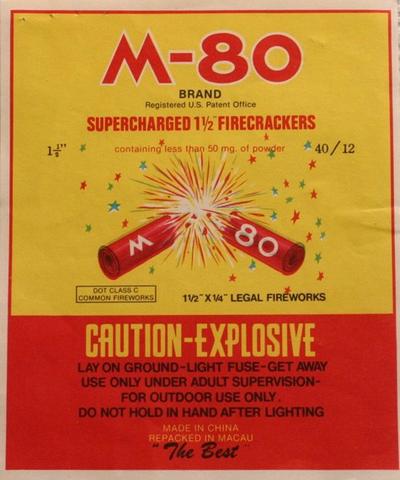 M-80
BRAND
Registered U.S. Patent Office
SUPERCHARGED 1½" FIRECRACKERS
1½" containing less than 50 mg. of powder 40/12
M 80
DOT CLASS C
COMMON FIREWORKS
1½" X ¼" LEGAL FIREWORKS
CAUTION-EXPLOSIVE
LAY ON GROUND-LIGHT FUSE-GET AWAY
USE ONLY UNDER ADULT SUPERVISION-
FOR OUTDOOR USE ONLY.
DO NOT HOLD IN HAND AFTER LIGHTING
MADE IN CHINA
REPACKED IN MACAU
"The Best"